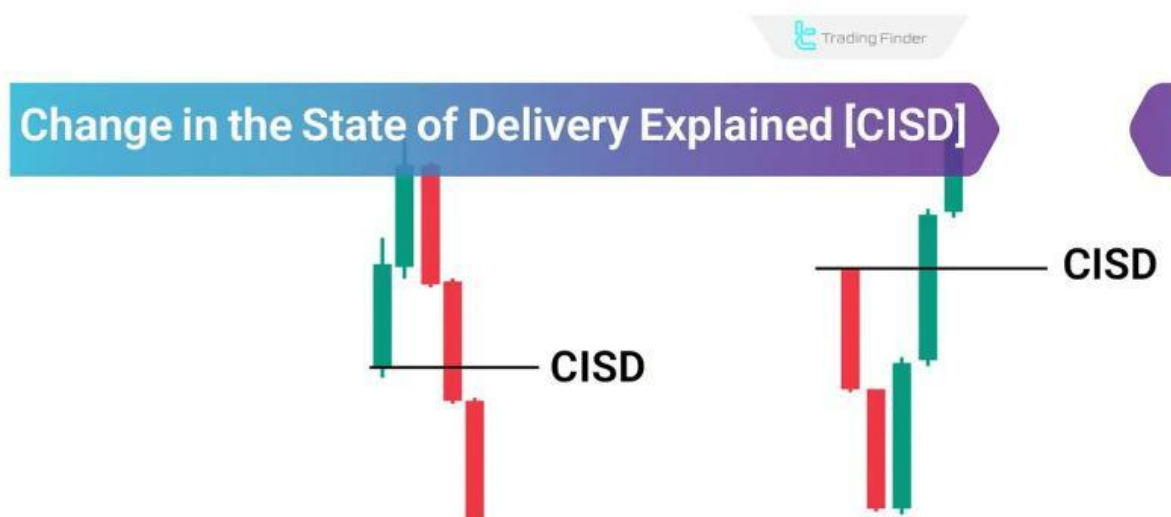 Trading Finder
Change in the State of Delivery Explained [CISD]
CISD
CISD